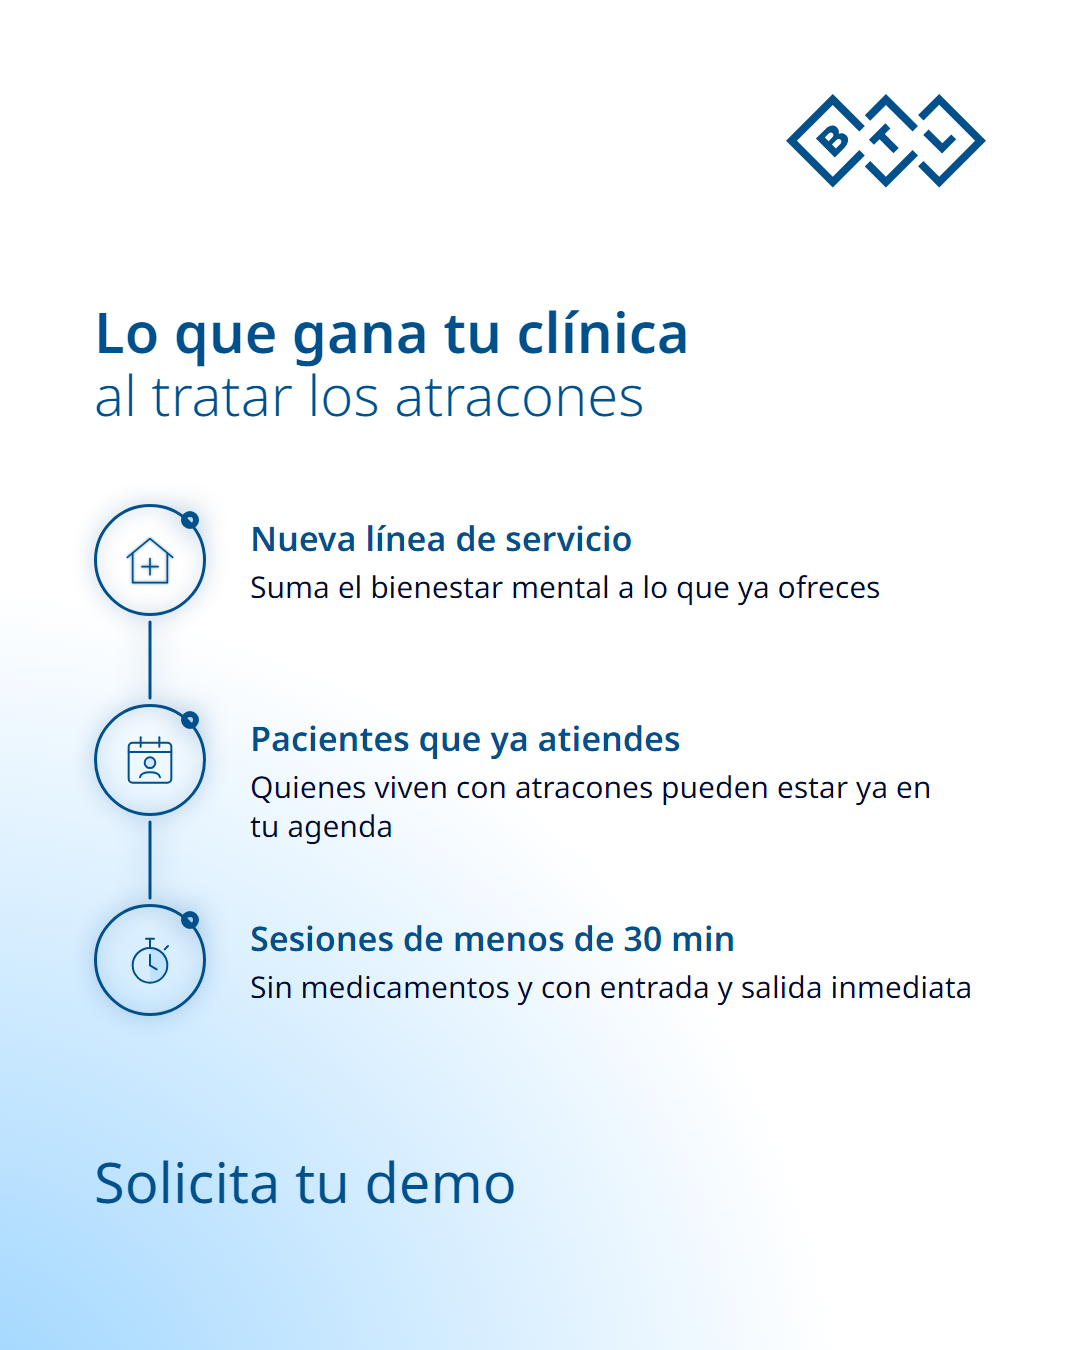 BTL
Lo que gana tu clínica
al tratar los atracones
Nueva línea de servicio
Suma el bienestar mental a lo que ya ofreces
Pacientes que ya atiendes
Quienes viven con atracones pueden estar ya en
tu agenda
Sesiones de menos de 30 min
Sin medicamentos y con entrada y salida inmediata
Solicita tu demo